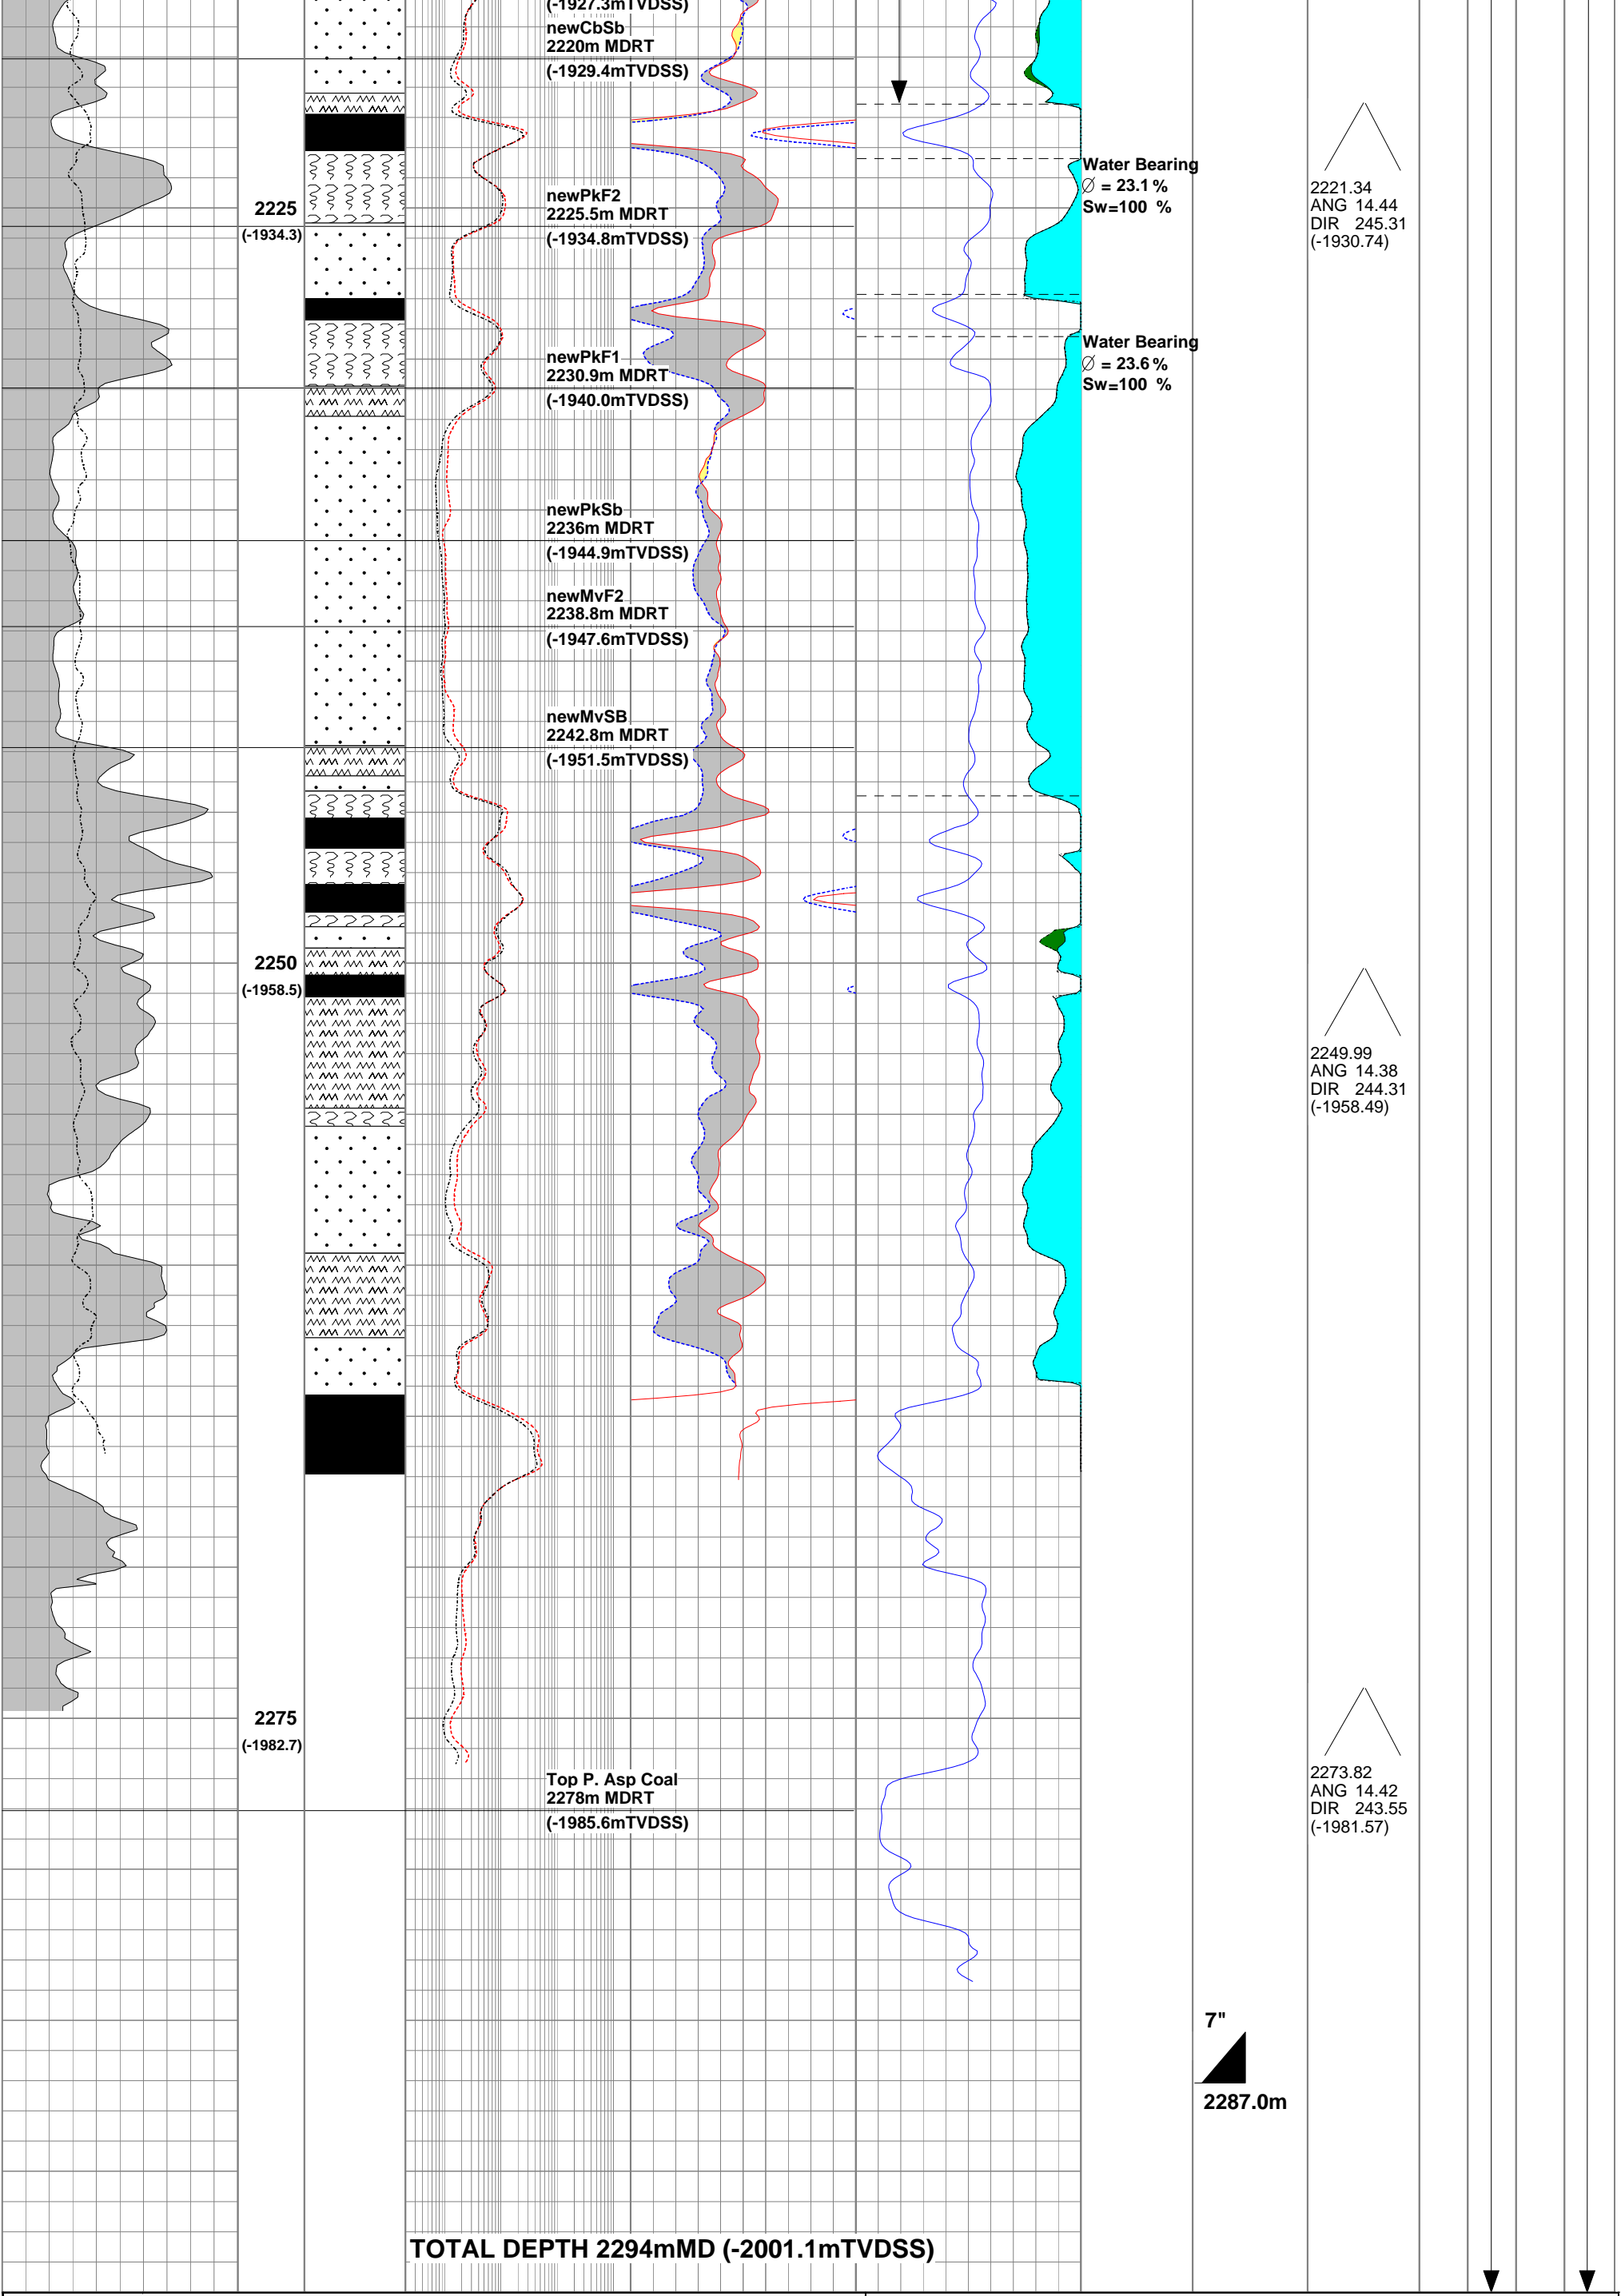 (-1927.3mTVDSS)
newCbSb
2220m MDRT
(-1929.4mTVDSS)
Water Bearing
Ø = 23.1 %
Sw=100 %
2221.34
ANG 14.44
DIR 245.31
(-1930.74)
2225
(-1934.3)
newPkF2
2225.5m MDRT
(-1934.8mTVDSS)
Water Bearing
Ø = 23.6 %
Sw=100 %
newPkF1
2230.9m MDRT
(-1940.0mTVDSS)
newPkSb
2236m MDRT
(-1944.9mTVDSS)
newMvF2
2238.8m MDRT
(-1947.6mTVDSS)
newMvSB
2242.8m MDRT
(-1951.5mTVDSS)
2250
(-1958.5)
2249.99
ANG 14.38
DIR 244.31
(-1958.49)
2275
(-1982.7)
Top P. Asp Coal
2278m MDRT
(-1985.6mTVDSS)
2273.82
ANG 14.42
DIR 243.55
(-1981.57)
7"
2287.0m
TOTAL DEPTH 2294mMD (-2001.1mTVDSS)